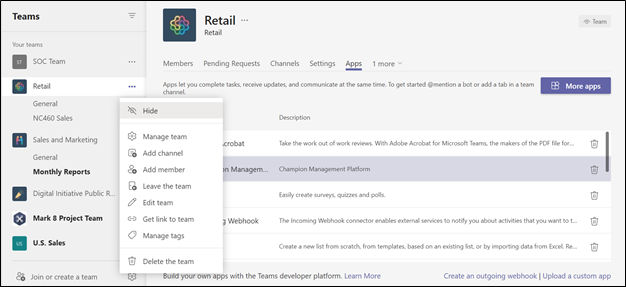 Teams
Your teams
ST SOC Team ...
Retail ...
General
NC460 Sales
Sales and Marketing
General
Monthly Reports
Digital Initiative Public R...
Mark 8 Project Team
U.S. Sales
Join or create a team
Hide
Manage team
Add channel
Add member
Leave the team
Edit team
Get link to team
Manage tags
Delete the team
Retail ...
Retail
Team
Members Pending Requests Channels Settings Apps 1 more
Apps let you complete tasks, receive updates, and communicate at the same time. To get started @mention a bot or add a tab in a team
channel.
More apps
Description
Acrobat Take the work out of work reviews. With Adobe Acrobat for Microsoft Teams, the makers of the PDF file for...
on Managem... Champion Management Platform
Easily create surveys, quizzes and polls.
Webhook The Incoming Webhook connector enables external services to notify you about activities that you want to t...
Create a new list from scratch, from templates, based on an existing list, or by importing data from Excel. Re...
Build your own apps with the Teams developer platform. Learn More
Create an outgoing webhook | Upload a custom app